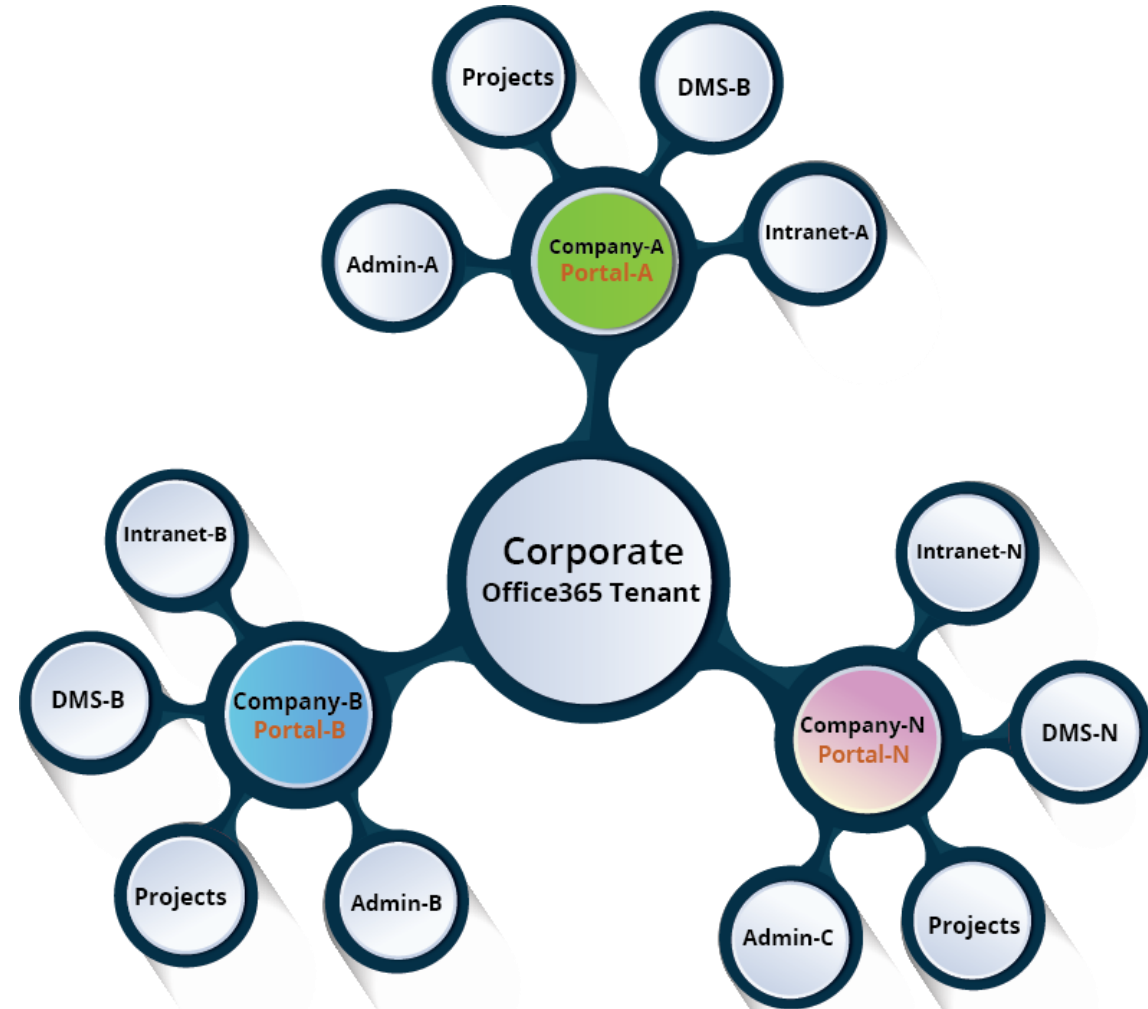 Projects
DMS-B
Intranet-A
Admin-A
Company-A
Portal-A
Corporate
Office365 Tenant
Intranet-B
DMS-B
Company-B
Portal-B
Projects
Admin-B
Intranet-N
Company-N
Portal-N
DMS-N
Admin-C
Projects